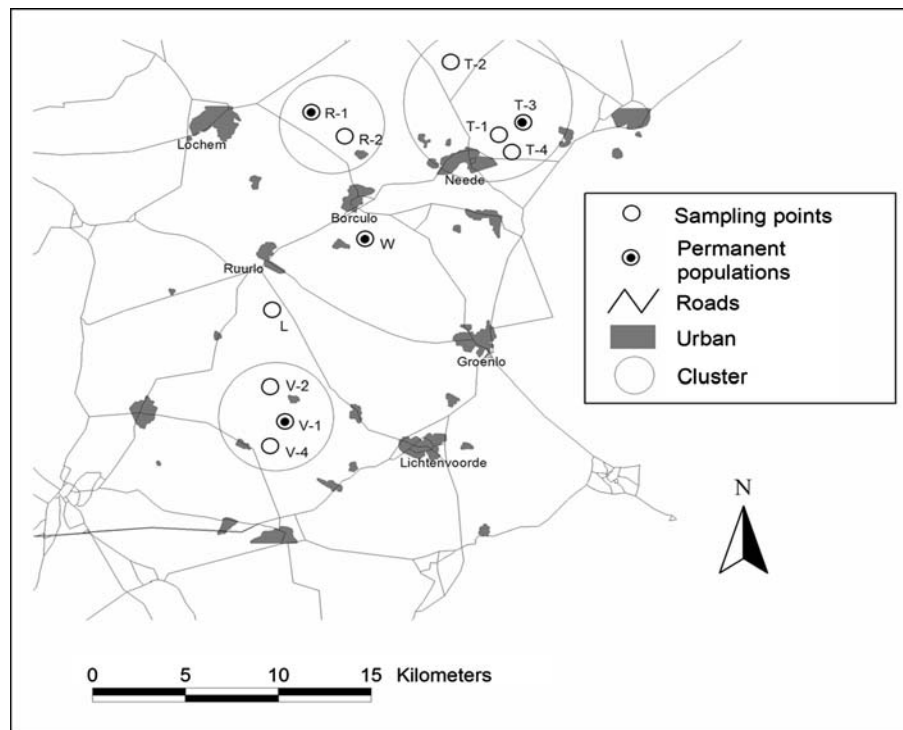 T-2
R-1
T-3
R-2
T-1
Lochem
T-4
Neede
Borculo
W
Ruurlo
L
Groenlo
V-2
V-1
V-4
Lichtenvoorde
Sampling points
Permanent
populations
Roads
Urban
Cluster
N
0 5 10 15 Kilometers